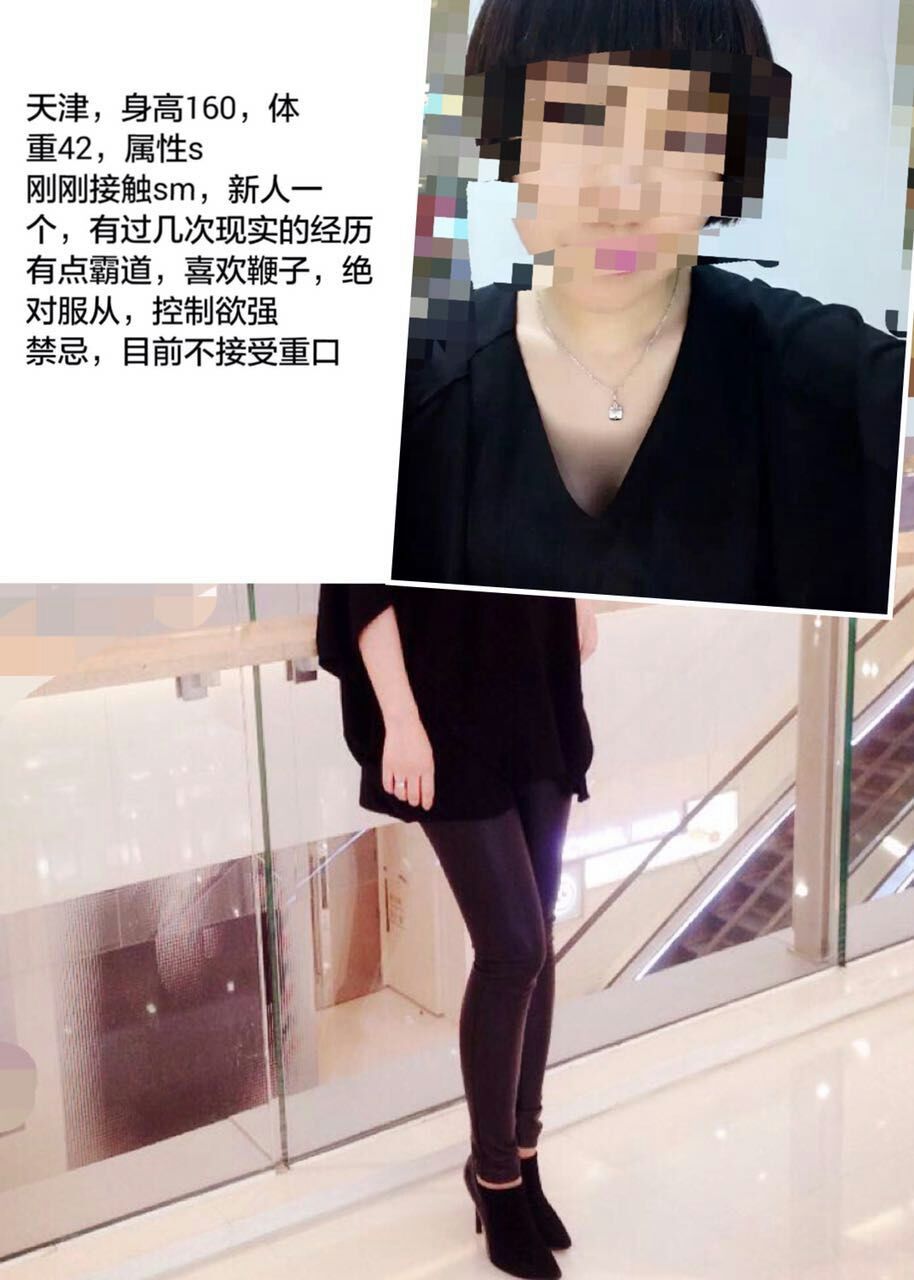 天津，身高160，体
重42，属性s
刚刚接触sm，新人一
个，有过几次现实的经历
有点霸道，喜欢鞭子，绝
对服从，控制欲强
禁忌，目前不接受重口